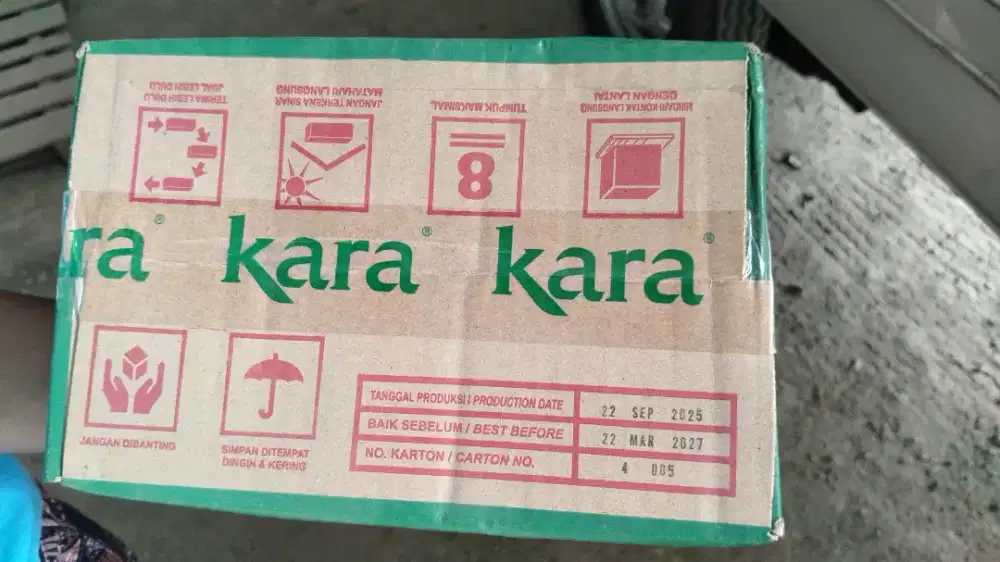 TERIMA LEBIH DULU
JUAL LEBIH DULU
JANGAN TERKENA SINAR
MATAHARI LANGSUNG
TUMPUK MAKSIMAL
8
HINDARI KONTAK LANGSUNG
DENGAN LANTAI
ra®
kara®
kara®
JANGAN DIBANTING
SIMPAN DITEMPAT
DINGIN & KERING
TANGGAL PRODUKSI / PRODUCTION DATE
22 SEP 2025
BAIK SEBELUM / BEST BEFORE
22 MAR 2027
NO. KARTON / CARTON NO.
4 005